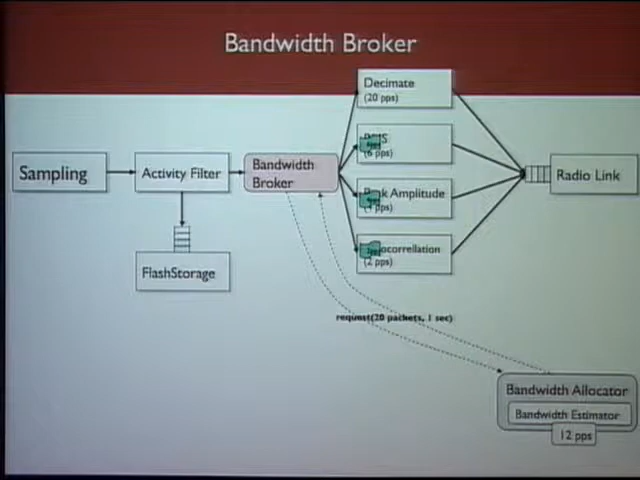 Bandwidth Broker
Decimate
(20 pps)
(6 pps)
Amplitude
pps)
(2 pps)
Sampling
Activity Filter
Bandwidth
Broker
Radio Link
FlashStorage
request(20 packets, 1 sec)
Bandwidth Allocator
Bandwidth Estimator
12 pps